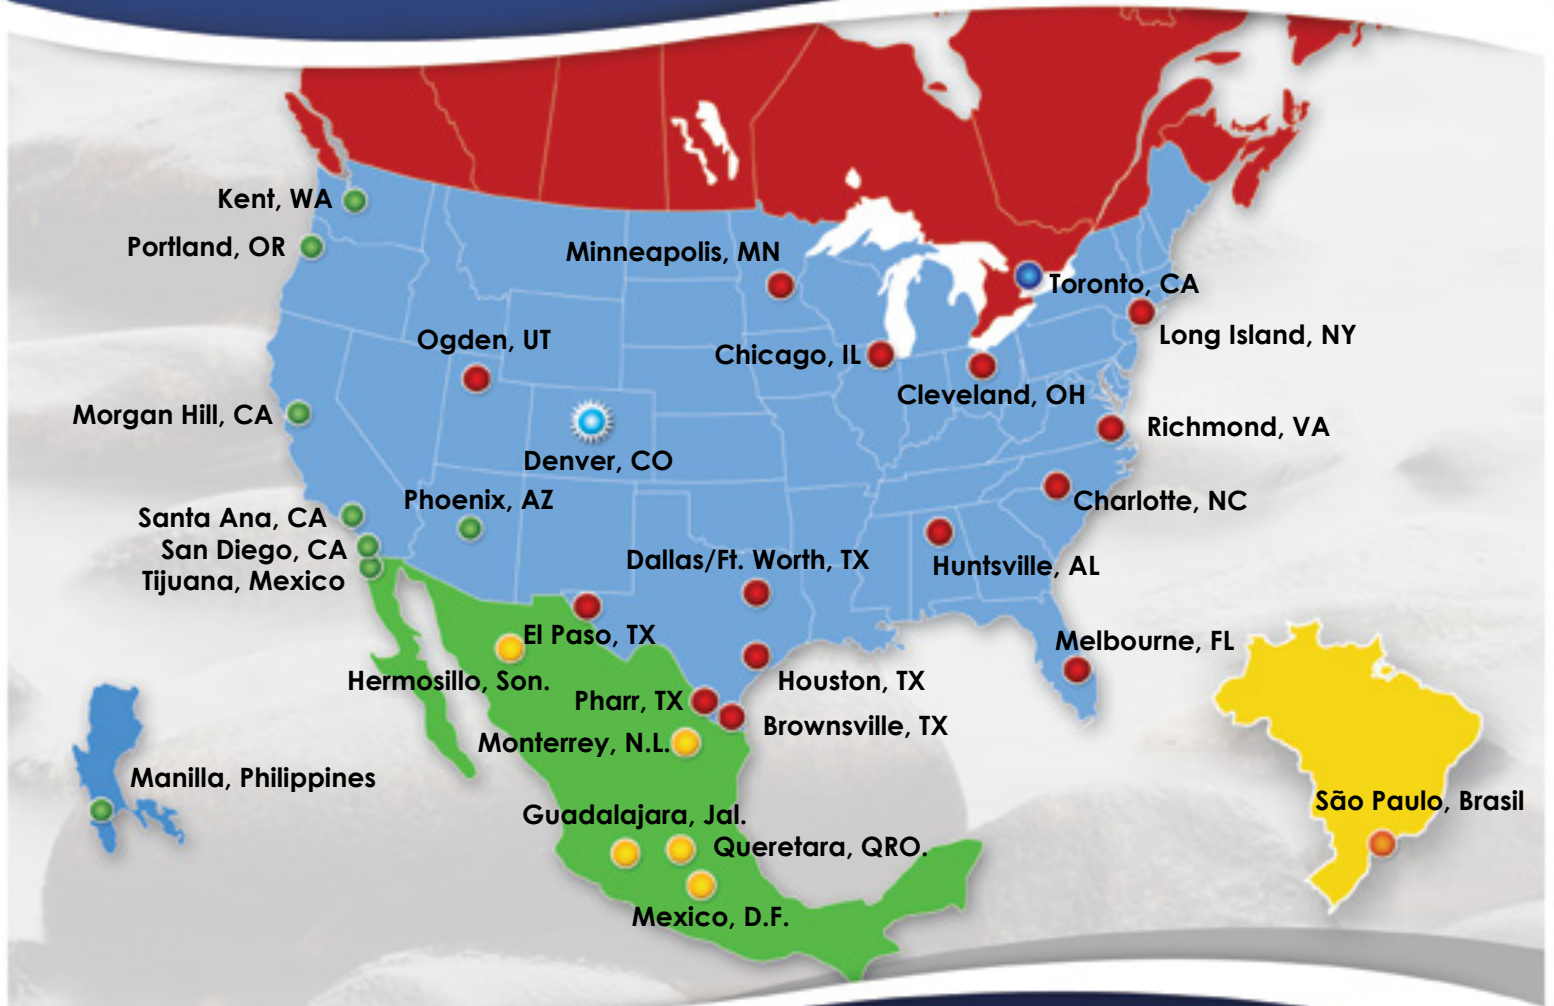 Kent, WA
Portland, OR
Minneapolis, MN
Toronto, CA
Long Island, NY
Ogden, UT
Chicago, IL
Cleveland, OH
Morgan Hill, CA
Richmond, VA
Denver, CO
Phoenix, AZ
Charlotte, NC
Santa Ana, CA
San Diego, CA
Tijuana, Mexico
Dallas/Ft. Worth, TX
Huntsville, AL
El Paso, TX
Melbourne, FL
Hermosillo, Son.
Houston, TX
Pharr, TX
Brownsville, TX
Monterrey, N.L.
Manilla, Philippines
São Paulo, Brasil
Guadalajara, Jal.
Queretara, QRO.
Mexico, D.F.